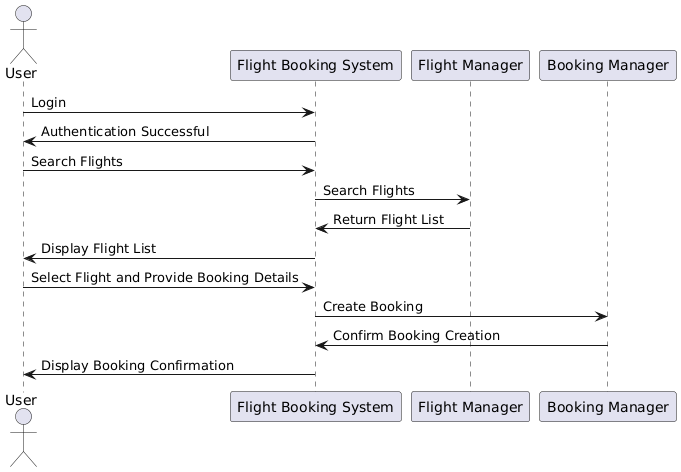 User
Flight Booking System
Flight Manager
Booking Manager
Login
Authentication Successful
Search Flights
Search Flights
Return Flight List
Display Flight List
Select Flight and Provide Booking Details
Create Booking
Confirm Booking Creation
Display Booking Confirmation
User
Flight Booking System
Flight Manager
Booking Manager